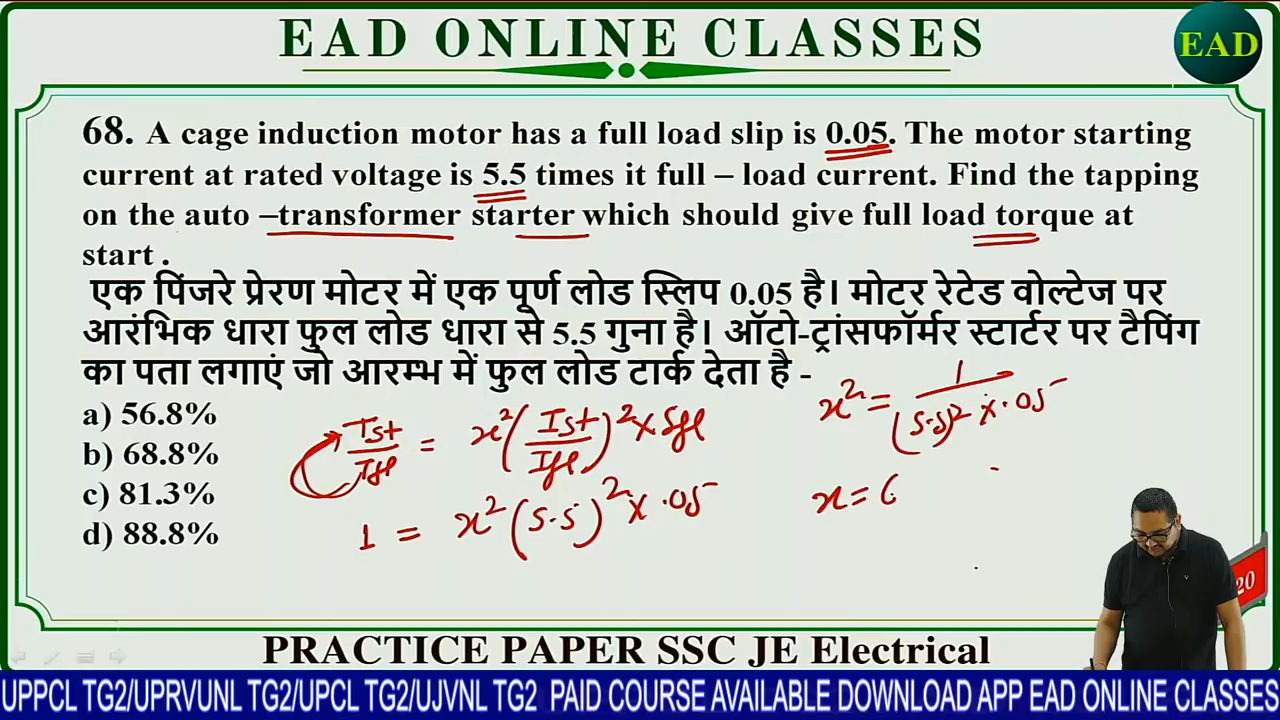 EAD ONLINE CLASSES
EAD
68. A cage induction motor has a full load slip is 0.05. The motor starting
current at rated voltage is 5.5 times it full – load current. Find the tapping
on the auto –transformer starter which should give full load torque at
start .
एक पिंजरे प्रेरण मोटर में एक पूर्ण लोड स्लिप 0.05 है। मोटर रेटेड वोल्टेज पर
आरंभिक धारा फुल लोड धारा से 5.5 गुना है। ऑटो-ट्रांसफॉर्मर स्टार्टर पर टैपिंग
का पता लगाएं जो आरम्भ में फुल लोड टार्क देता है -
a) 56.8%
b) 68.8%
c) 81.3%
d) 88.8%
Tst/Tfl = x²(Ist/Ifl)² × Sfl
1 = x² (5.5)² × .05
x² = 1/(5.5)² × .05
x =
20
PRACTICE PAPER SSC JE Electrical
UPPCL TG2/UPRVUNL TG2/UPCL TG2/UJVNL TG2 PAID COURSE AVAILABLE DOWNLOAD APP EAD ONLINE CLASSES